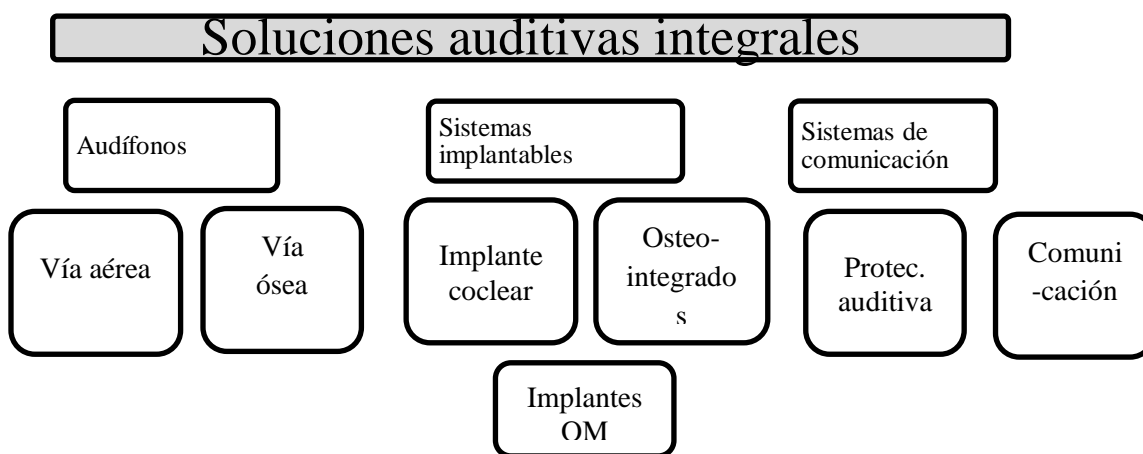 Soluciones auditivas integrales
Audífonos
Sistemas
implantables
Sistemas de
comunicación
Vía aérea
Vía
ósea
Implante
coclear
Osteo-
integrado
s
Protec.
auditiva
Comuni
-cación
Implantes
OM